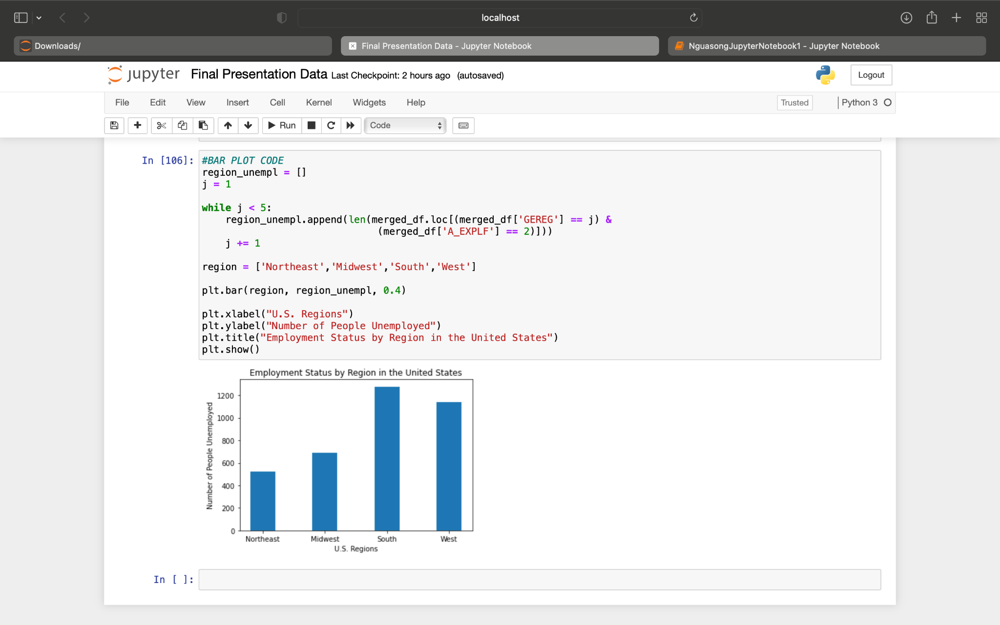 localhost
Downloads/
Final Presentation Data - Jupyter Notebook
NguasongJupyterNotebook1 - Jupyter Notebook
jupyter Final Presentation Data Last Checkpoint: 2 hours ago (autosaved)
Logout
File Edit View Insert Cell Kernel Widgets Help
Trusted
Python 3
Run
Code
In [106]:
#BAR PLOT CODE
region_unempl = []
j = 1
while j < 5:
    region_unempl.append(len(merged_df.loc[(merged_df['GEREG'] == j) &
                              (merged_df['A_EXPLF'] == 2)]))
    j += 1
region = ['Northeast','Midwest','South','West']
plt.bar(region, region_unempl, 0.4)
plt.xlabel("U.S. Regions")
plt.ylabel("Number of People Unemployed")
plt.title("Employment Status by Region in the United States")
plt.show()
Employment Status by Region in the United States
Number of People Unemployed
1200
1000
800
600
400
200
0
Northeast Midwest South West
U.S. Regions
In [ ]: